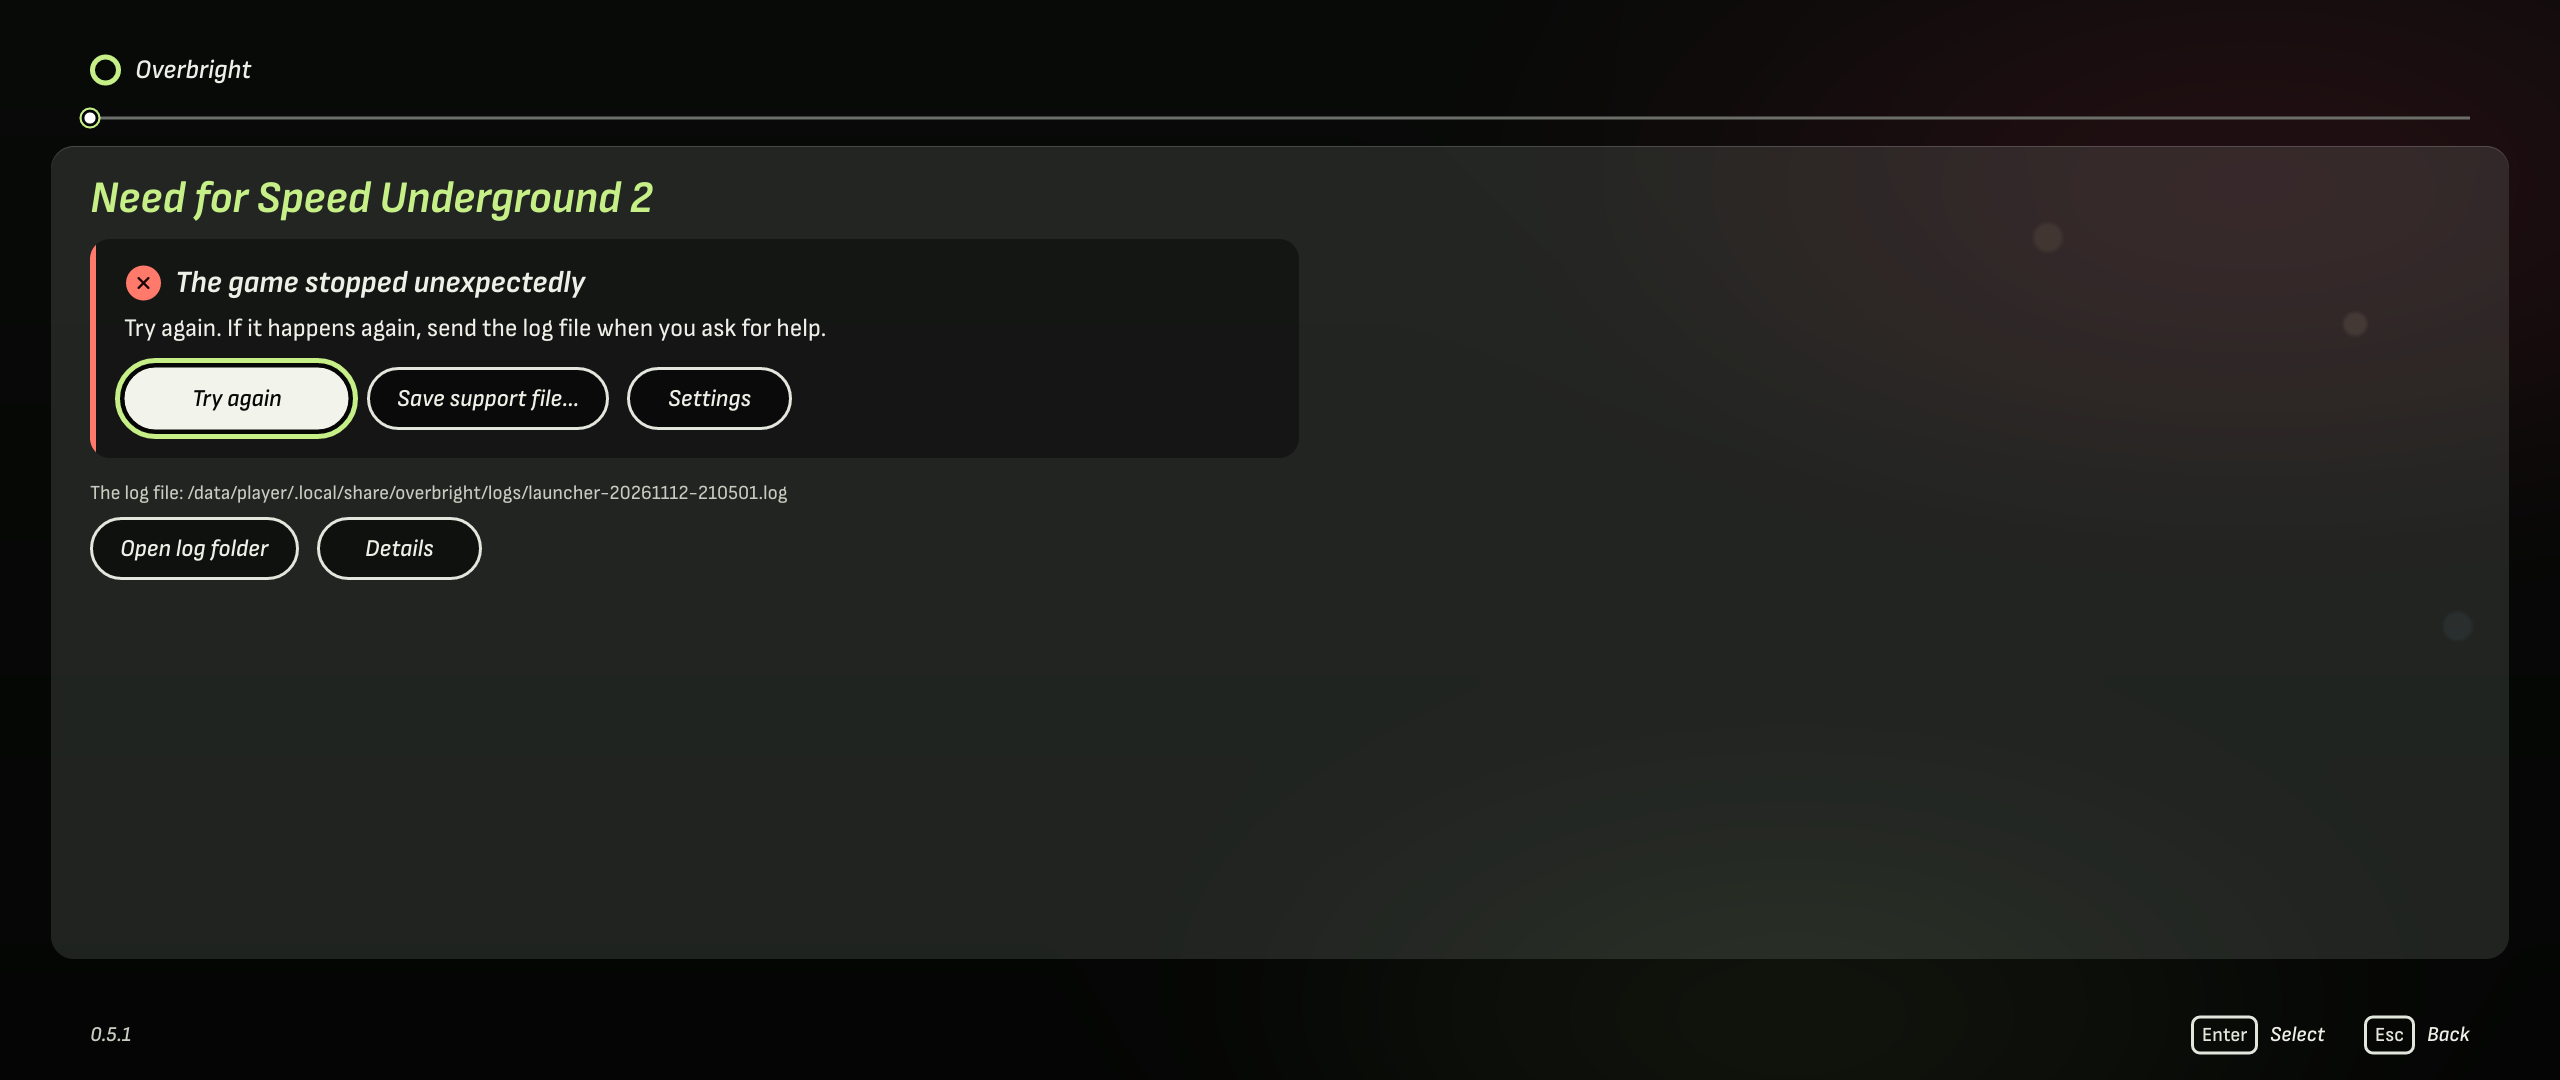 Overbright
Need for Speed Underground 2
The game stopped unexpectedly
Try again. If it happens again, send the log file when you ask for help.
Try again
Save support file...
Settings
The log file: /data/player/.local/share/overbright/logs/launcher-20261112-210501.log
Open log folder
Details
0.5.1
Enter Select
Esc Back